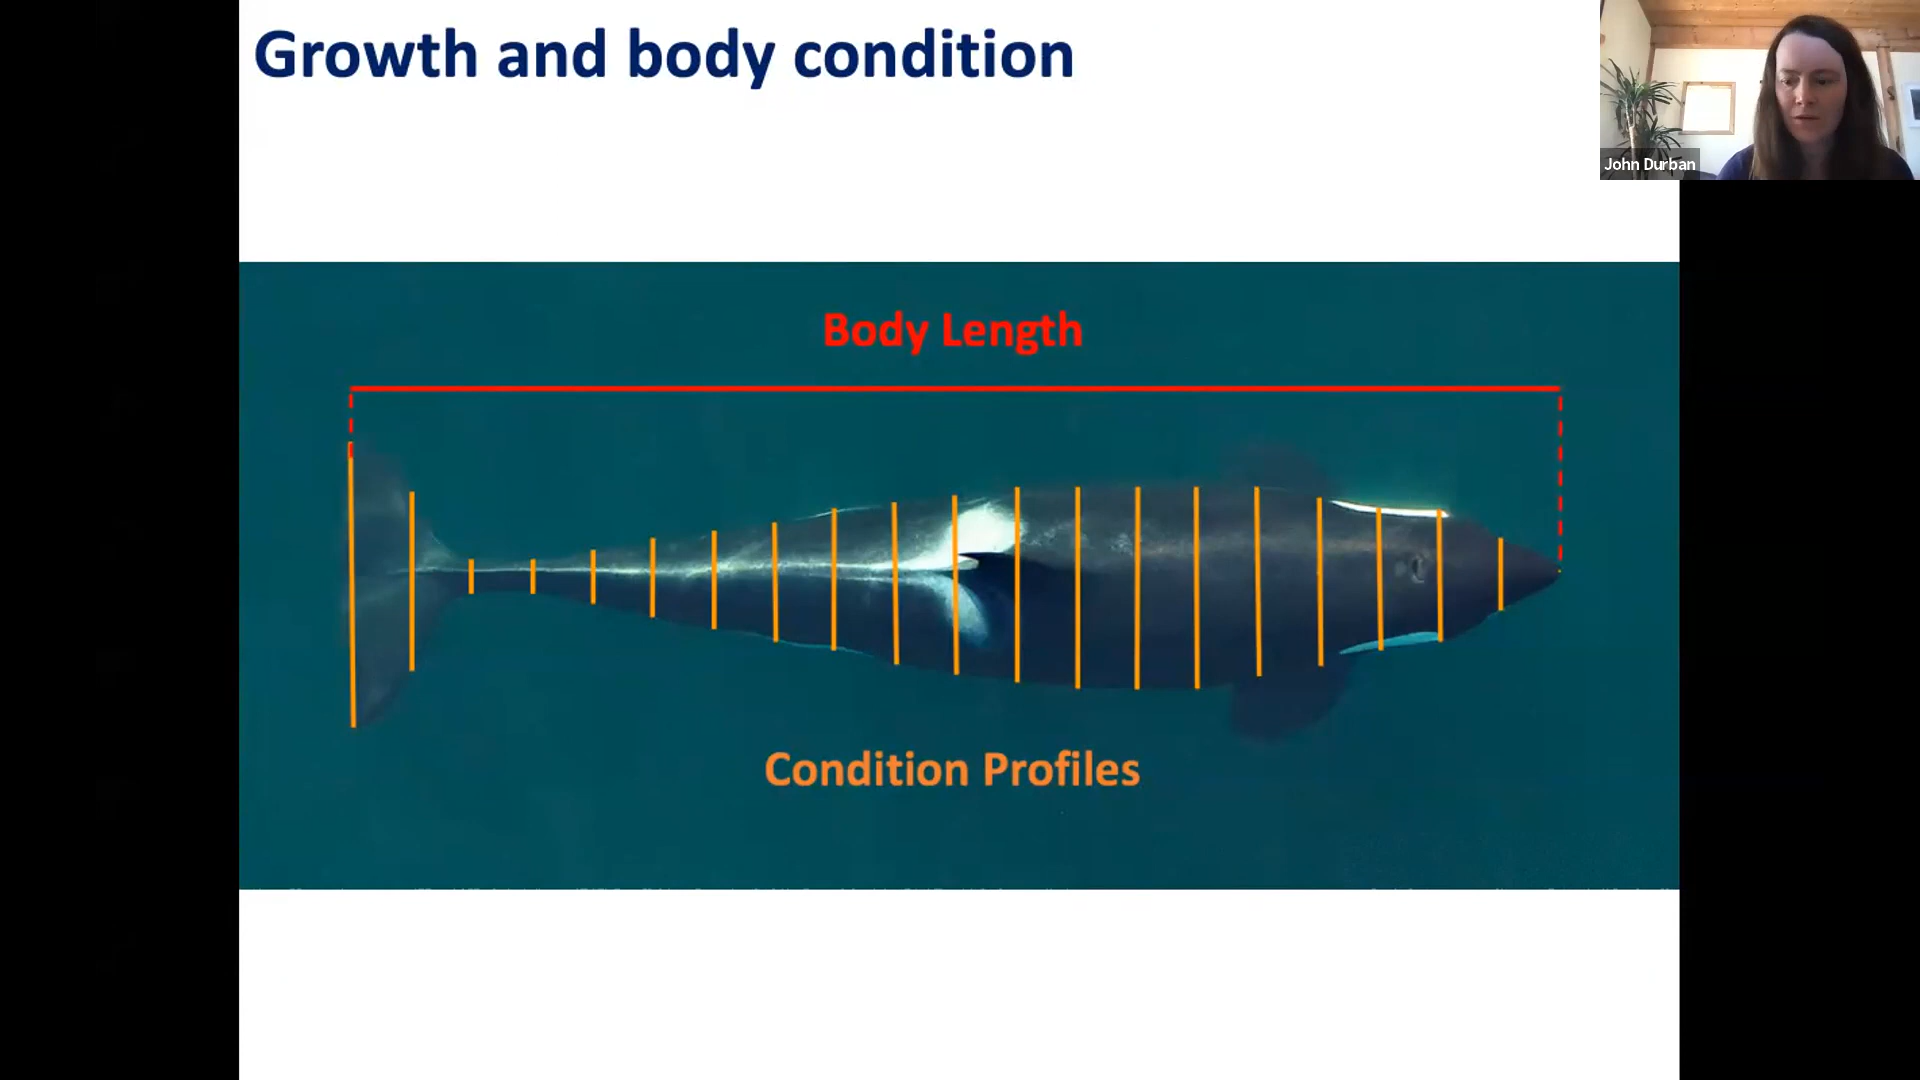 Growth and body condition
John Durban
Body Length
Condition Profiles